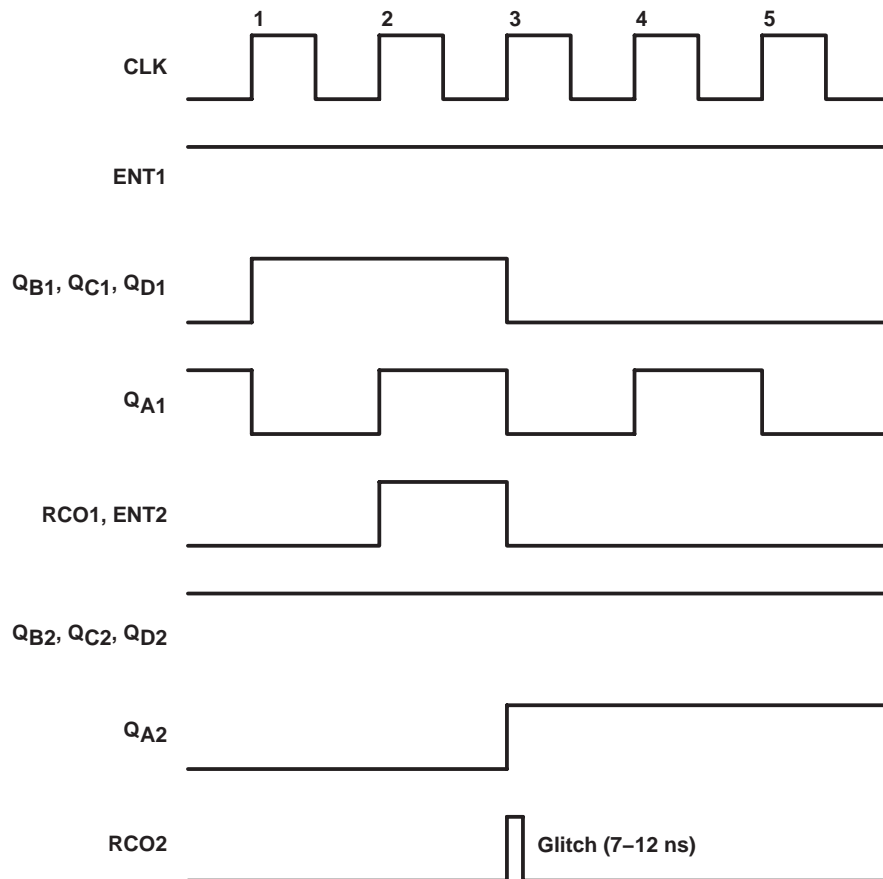 1 2 3 4 5
CLK
ENT1
QB1, QC1, QD1
QA1
RCO1, ENT2
QB2, QC2, QD2
QA2
RCO2
Glitch (7–12 ns)